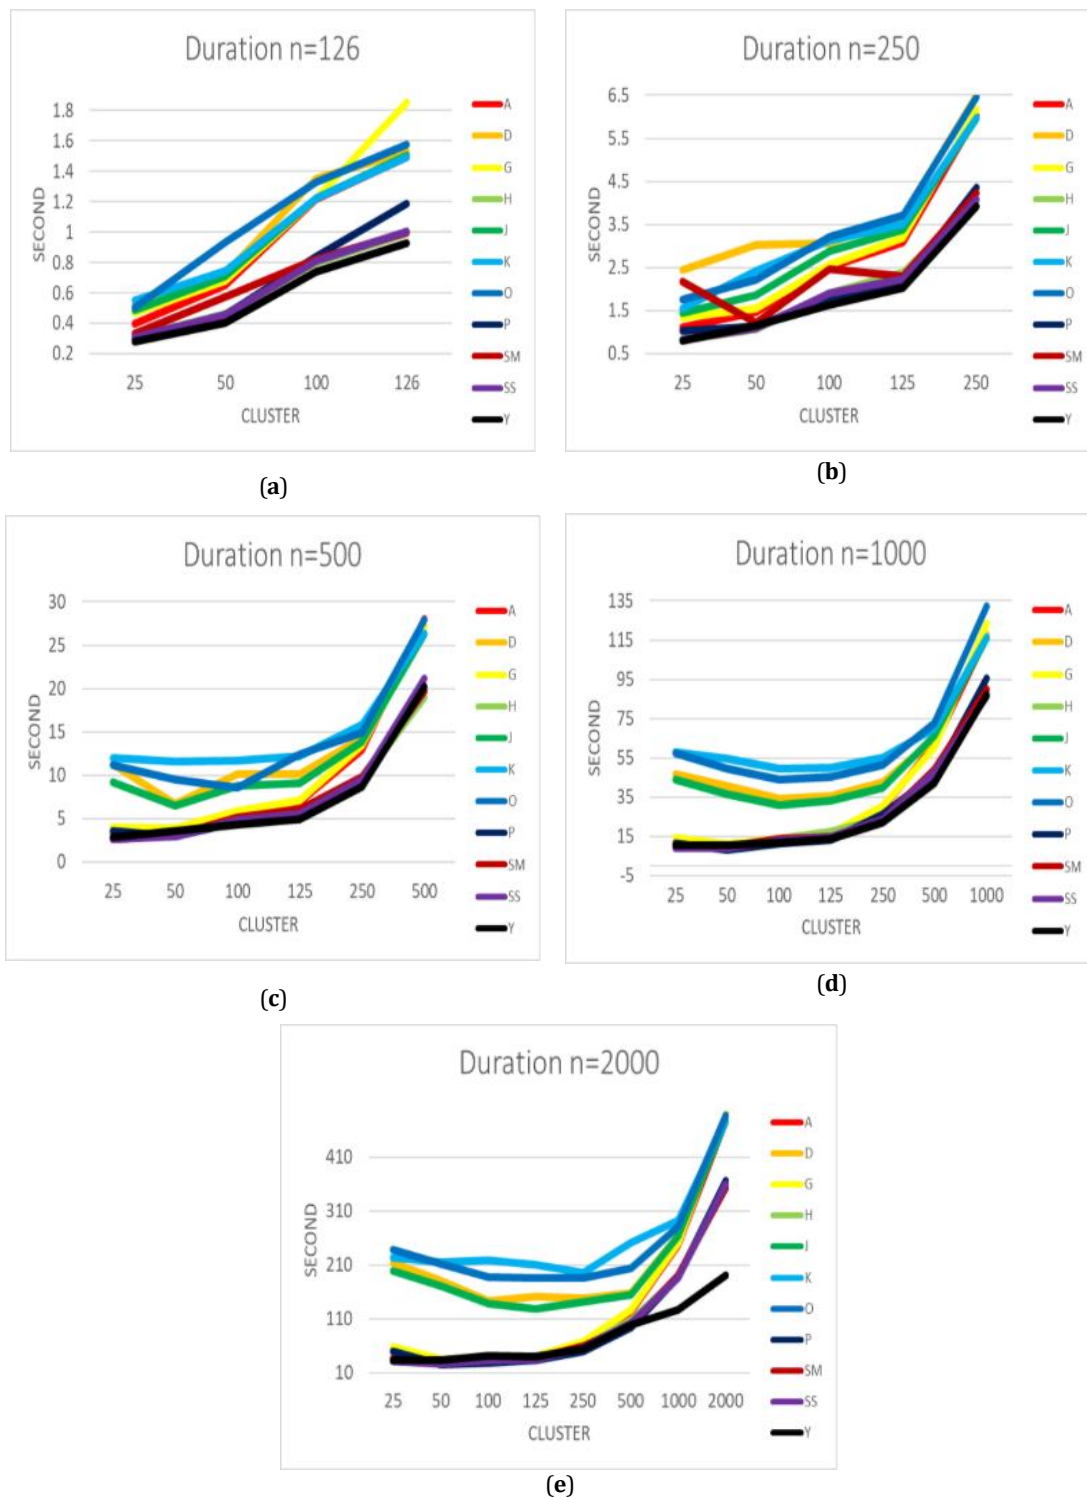 Duration n=126
SECOND
1.8
1.6
1.4
1.2
1
0.8
0.6
0.4
0.2
25 50 100 126
CLUSTER
A
D
G
H
J
K
O
P
SM
SS
Y
(a)
Duration n=250
SECOND
6.5
5.5
4.5
3.5
2.5
1.5
0.5
25 50 100 125 250
CLUSTER
A
D
G
H
J
K
O
P
SM
SS
Y
(b)
Duration n=500
SECOND
30
25
20
15
10
5
0
25 50 100 125 250 500
CLUSTER
A
D
G
H
J
K
O
P
SM
SS
Y
(c)
Duration n=1000
SECOND
135
115
95
75
55
35
15
-5
25 50 100 125 250 500 1000
CLUSTER
A
D
G
H
J
K
O
P
SM
SS
Y
(d)
Duration n=2000
SECOND
410
310
210
110
10
25 50 100 125 250 500 1000 2000
CLUSTER
A
D
G
H
J
K
O
P
SM
SS
Y
(e)